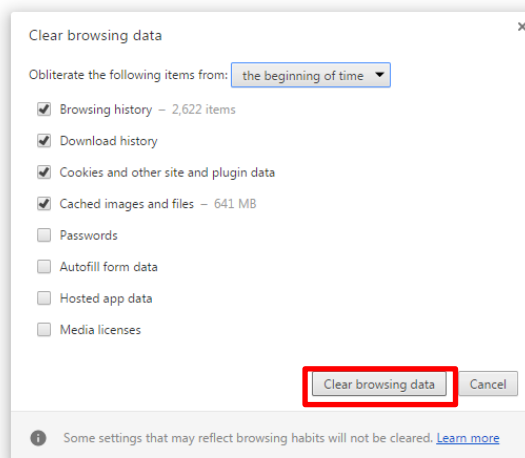 Clear browsing data
Obliterate the following items from: the beginning of time
Browsing history – 2,622 items
Download history
Cookies and other site and plugin data
Cached images and files – 641 MB
Passwords
Autofill form data
Hosted app data
Media licenses
Clear browsing data Cancel
Some settings that may reflect browsing habits will not be cleared. Learn more